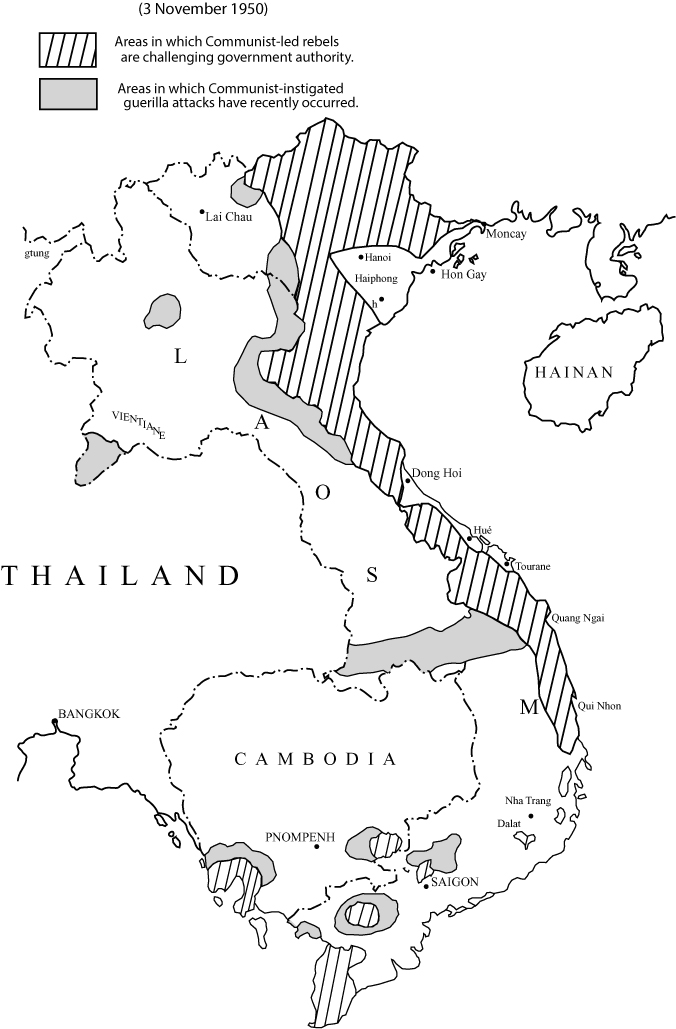 (3 November 1950)
Areas in which Communist-led rebels
are challenging government authority.
Areas in which Communist-instigated
guerilla attacks have recently occurred.
Lai Chau
Moncay
gtung
Hanoi
Haiphong
Hon Gay
h
L
HAINAN
VIENTIANE
A
Dong Hoi
O
Hué
Tourane
THAILAND
S
Quang Ngai
M
Qui Nhon
BANGKOK
CAMBODIA
Nha Trang
Dalat
PNOMPENH
SAIGON